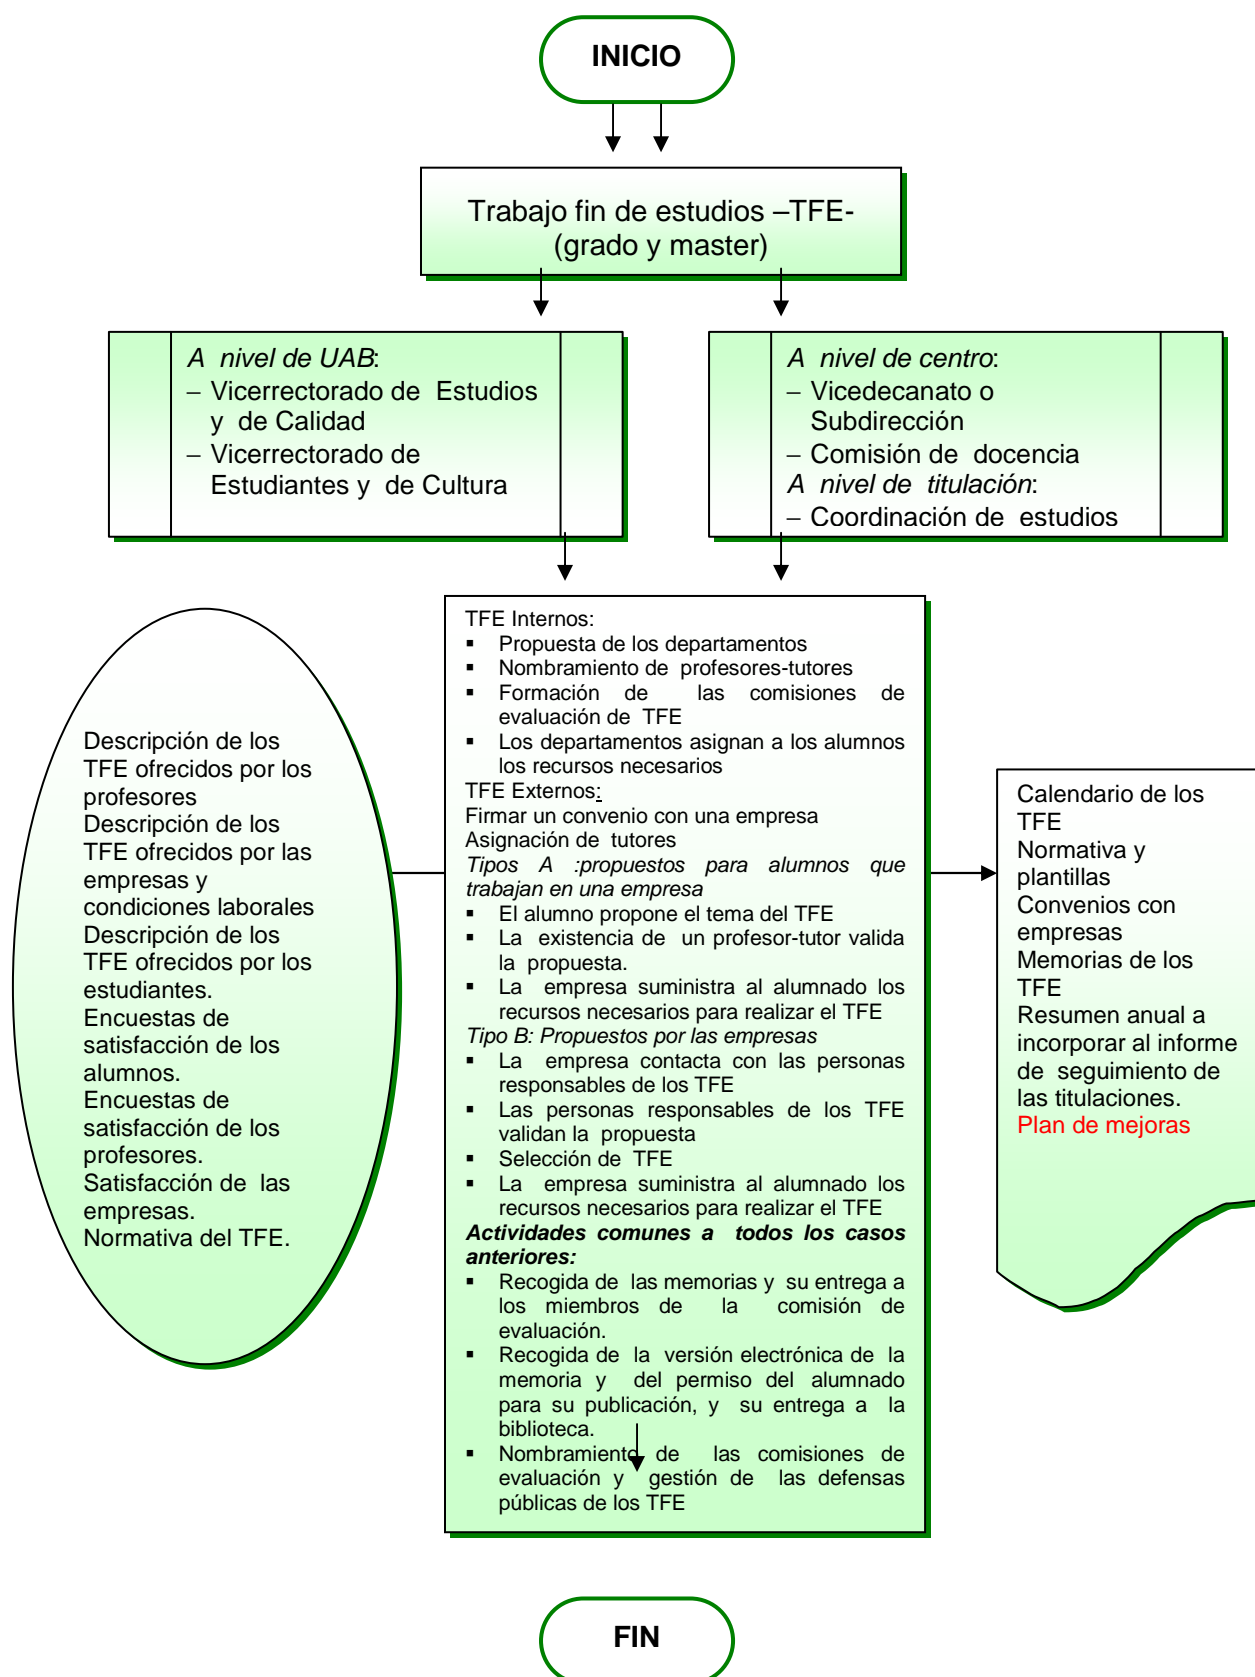 INICIO
Trabajo fin de estudios –TFE-
(grado y master)
A nivel de UAB:
– Vicerrectorado de Estudios
y de Calidad
– Vicerrectorado de
Estudiantes y de Cultura
A nivel de centro:
– Vicedecanato o
Subdirección
– Comisión de docencia
A nivel de titulación:
– Coordinación de estudios
Descripción de los
TFE ofrecidos por los
profesores
Descripción de los
TFE ofrecidos por las
empresas y
condiciones laborales
Descripción de los
TFE ofrecidos por los
estudiantes.
Encuestas de
satisfacción de los
alumnos.
Encuestas de
satisfacción de los
profesores.
Satisfacción de las
empresas.
Normativa del TFE.
TFE Internos:
▪ Propuesta de los departamentos
▪ Nombramiento de profesores-tutores
▪ Formación de las comisiones de
evaluación de TFE
▪ Los departamentos asignan a los alumnos
los recursos necesarios
TFE Externos:
Firmar un convenio con una empresa
Asignación de tutores
Tipos A :propuestos para alumnos que
trabajan en una empresa
▪ El alumno propone el tema del TFE
▪ La existencia de un profesor-tutor valida
la propuesta.
▪ La empresa suministra al alumnado los
recursos necesarios para realizar el TFE
Tipo B: Propuestos por las empresas
▪ La empresa contacta con las personas
responsables de los TFE
▪ Las personas responsables de los TFE
validan la propuesta
▪ Selección de TFE
▪ La empresa suministra al alumnado los
recursos necesarios para realizar el TFE
Actividades comunes a todos los casos
anteriores:
▪ Recogida de las memorias y su entrega a
los miembros de la comisión de
evaluación.
▪ Recogida de la versión electrónica de la
memoria y del permiso del alumnado
para su publicación, y su entrega a la
biblioteca.
▪ Nombramiento de las comisiones de
evaluación y gestión de las defensas
públicas de los TFE
Calendario de los
TFE
Normativa y
plantillas
Convenios con
empresas
Memorias de los
TFE
Resumen anual a
incorporar al informe
de seguimiento de
las titulaciones.
Plan de mejoras
FIN